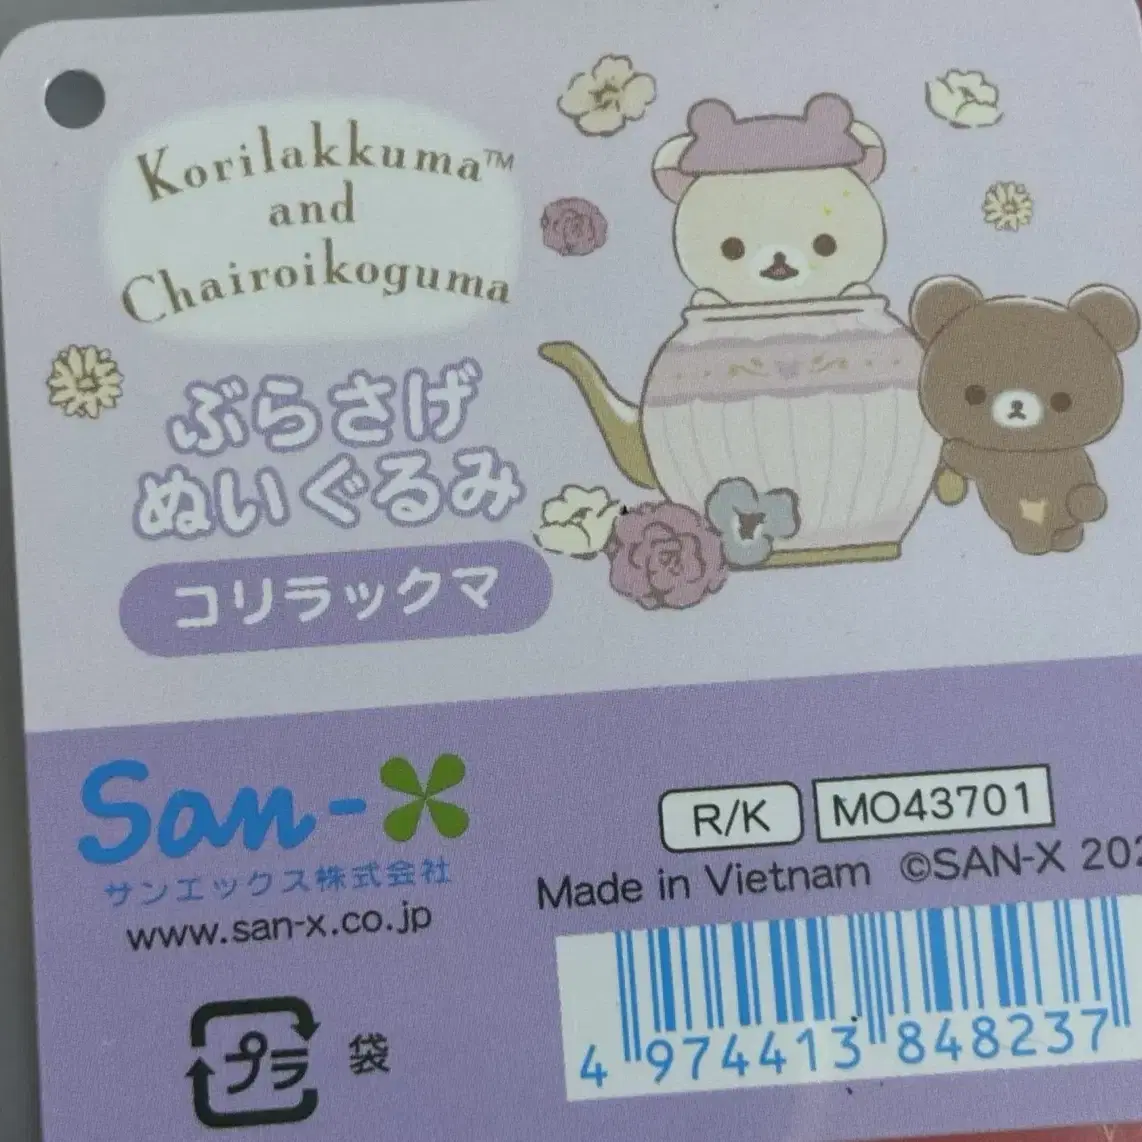 Korilakkuma™
and
Chairoikoguma
ぶらさげ
ぬいぐるみ
コリラックマ
San-X
サンエックス株式会社
www.san-x.co.jp
プラ 袋
R/K MO43701
Made in Vietnam ©SAN-X 202
4 974413 848237